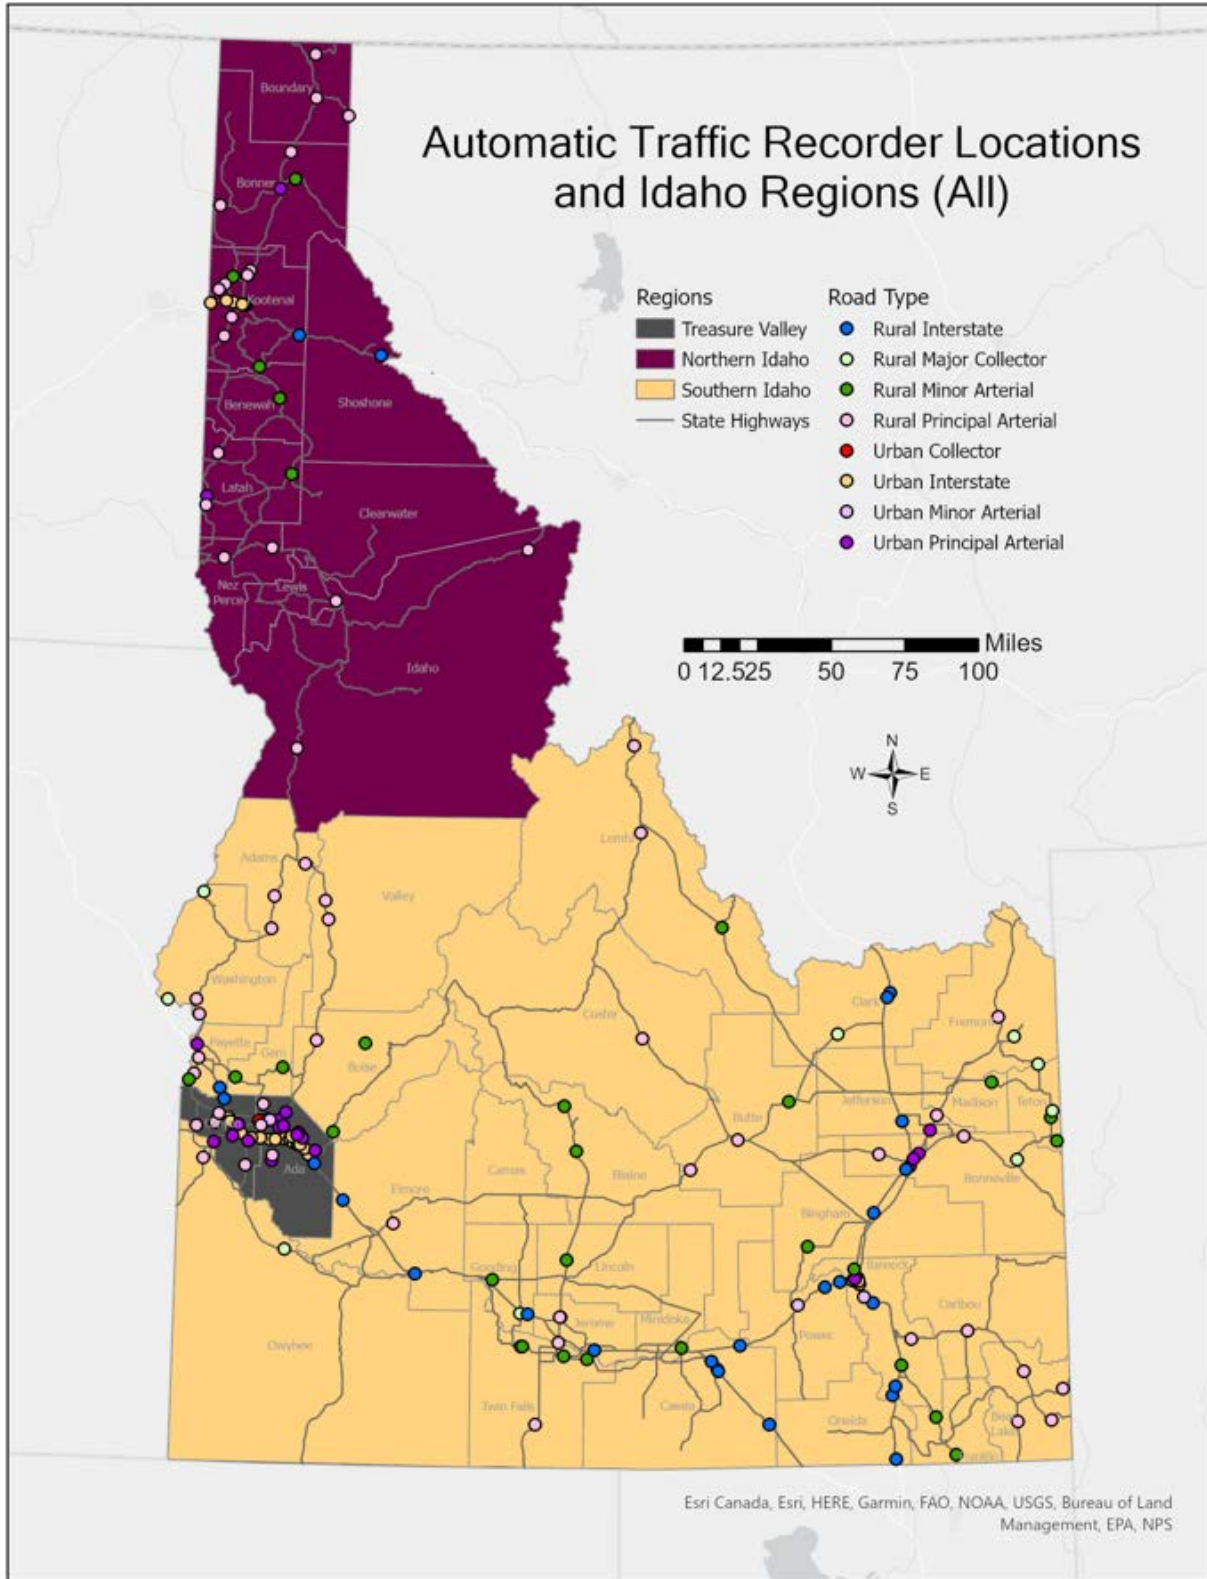 Automatic Traffic Recorder Locations
and Idaho Regions (All)
Regions
Treasure Valley
Northern Idaho
Southern Idaho
State Highways
Road Type
Rural Interstate
Rural Major Collector
Rural Minor Arterial
Rural Principal Arterial
Urban Collector
Urban Interstate
Urban Minor Arterial
Urban Principal Arterial
Miles
0 12.525 50 75 100
N
W E
S
Boundary
Bonner
Kootenai
Shoshone
Benewah
Latah
Clearwater
Nez
Perce
Lewis
Idaho
Adams
Valley
Lemhi
Washington
Payette
Gem
Boise
Custer
Clark
Fremont
Jefferson
Madison
Teton
Butte
Ada
Elmore
Camas
Blaine
Bonneville
Bingham
Gooding
Lincoln
Bannock
Caribou
Jerome
Minidoka
Power
Owyhee
Twin Falls
Cassia
Oneida
Bear
Lake
Franklin
Esri Canada, Esri, HERE, Garmin, FAO, NOAA, USGS, Bureau of Land
Management, EPA, NPS